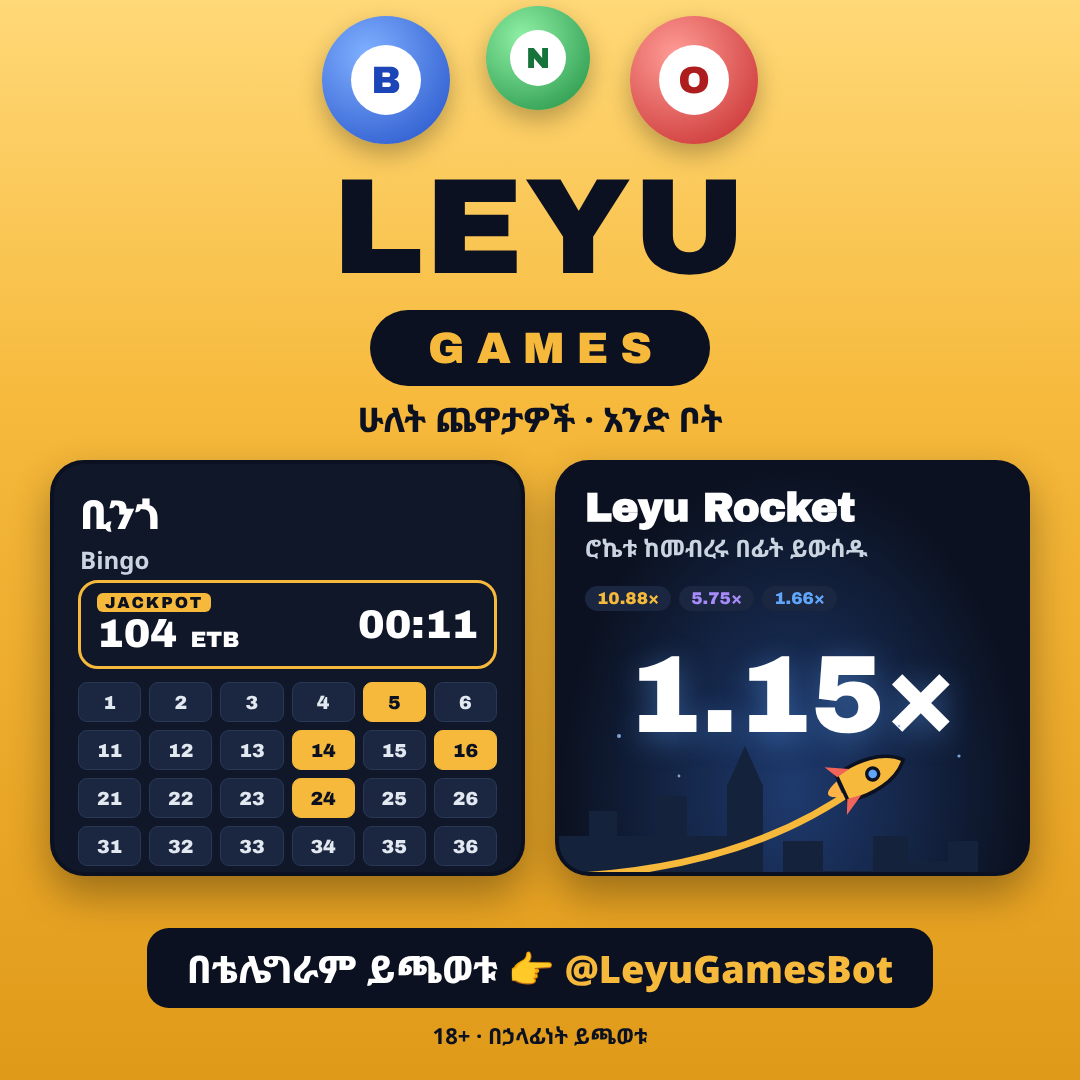 B N O
LEYU
GAMES
ሁለት ጨዋታዎች · አንድ ቦት
ቢንጎ
Bingo
JACKPOT
104 ETB
00:11
1 2 3 4 5 6
11 12 13 14 15 16
21 22 23 24 25 26
31 32 33 34 35 36
Leyu Rocket
ሮኬቱ ከመብረሩ በፊት ይውሰዱ
10.88× 5.75× 1.66×
1.15×
በቴሌግራም ይጫወቱ 👉 @LeyuGamesBot
18+ · በኃላፊነት ይጫወቱ